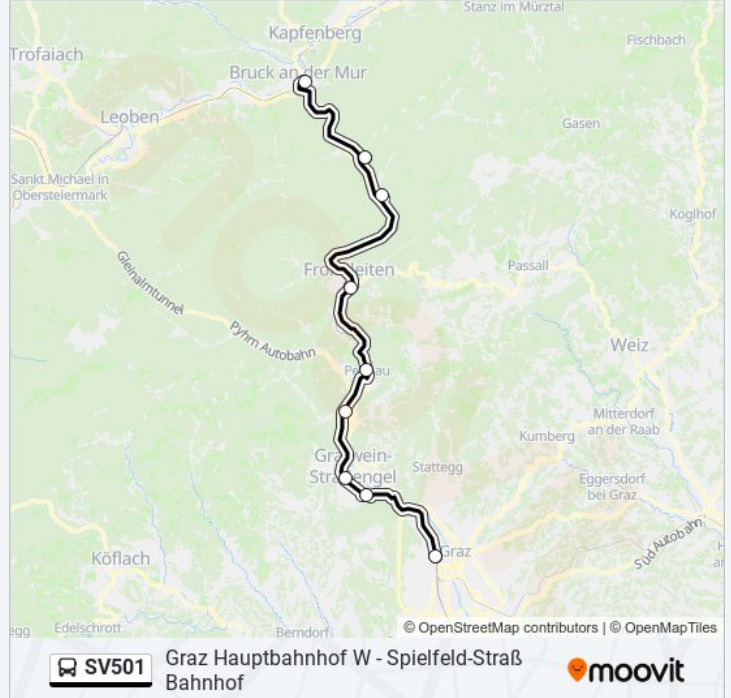 Stanz im Mürztal
Kapfenberg
Fischbach
Trofaiach
Bruck an der Mur
Leoben
Gasen
Sankt Michael in
Obersteiermark
Koglhof
Gleinalmtunnel
Passail
Pyhrn Autobahn
Weiz
Mitterdorf
an der Raab
Kumberg
Stattegg
Eggersdorf
bei Graz
Süd Autobahn
Graz
Köflach
Edelschrott
Berndorf
© OpenStreetMap contributors | © OpenMapTiles
SV501
Graz Hauptbahnhof W - Spielfeld-Straß
Bahnhof
moovit